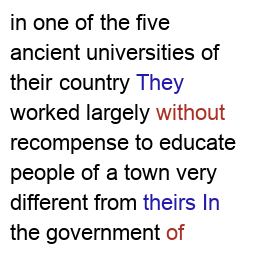 in one of the five
ancient universities of
their country They
worked largely without
recompense to educate
people of a town very
different from theirs In
the government of